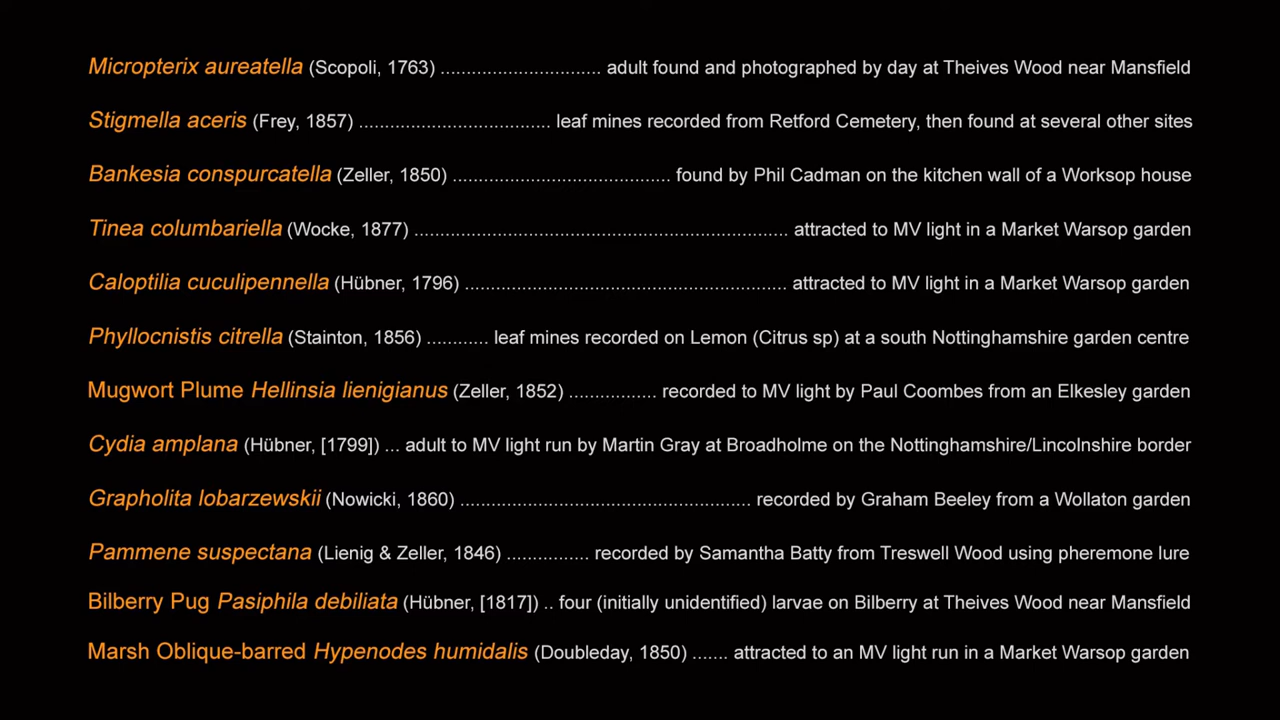 Micropterix aureatella (Scopoli, 1763) ............................... adult found and photographed by day at Theives Wood near Mansfield
Stigmella aceris (Frey, 1857) ..................................... leaf mines recorded from Retford Cemetery, then found at several other sites
Bankesia conspurcatella (Zeller, 1850) .......................................... found by Phil Cadman on the kitchen wall of a Worksop house
Tinea columbariella (Wocke, 1877) ........................................................................ attracted to MV light in a Market Warsop garden
Caloptilia cuculipennella (Hübner, 1796) .............................................................. attracted to MV light in a Market Warsop garden
Phyllocnistis citrella (Stainton, 1856) ............ leaf mines recorded on Lemon (Citrus sp) at a south Nottinghamshire garden centre
Mugwort Plume Hellinsia lienigianus (Zeller, 1852) ................. recorded to MV light by Paul Coombes from an Elkesley garden
Cydia amplana (Hübner, [1799]) ... adult to MV light run by Martin Gray at Broadholme on the Nottinghamshire/Lincolnshire border
Grapholita lobarzewskii (Nowicki, 1860) ........................................................ recorded by Graham Beeley from a Wollaton garden
Pammene suspectana (Lienig & Zeller, 1846) ................ recorded by Samantha Batty from Treswell Wood using pheremone lure
Bilberry Pug Pasiphila debiliata (Hübner, [1817]) .. four (initially unidentified) larvae on Bilberry at Theives Wood near Mansfield
Marsh Oblique-barred Hypenodes humidalis (Doubleday, 1850) ....... attracted to an MV light run in a Market Warsop garden